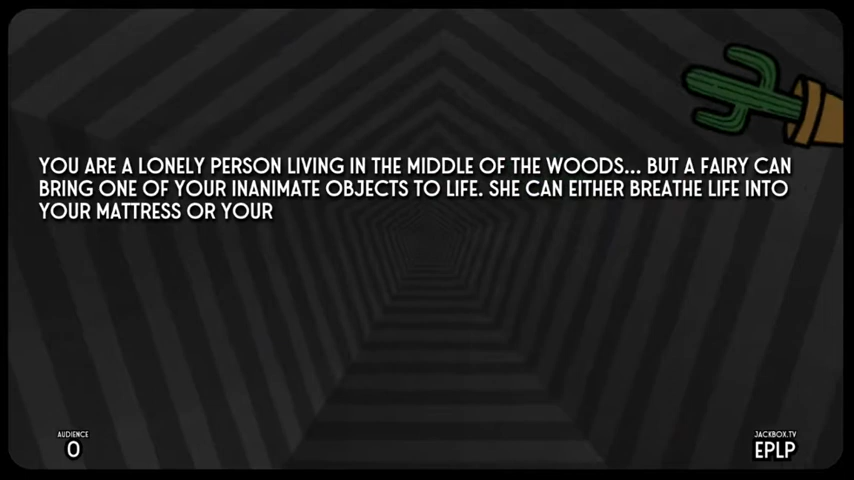 YOU ARE A LONELY PERSON LIVING IN THE MIDDLE OF THE WOODS... BUT A FAIRY CAN
BRING ONE OF YOUR INANIMATE OBJECTS TO LIFE. SHE CAN EITHER BREATHE LIFE INTO
YOUR MATTRESS OR YOUR
AUDIENCE
0
JACKBOX.TV
EPLP